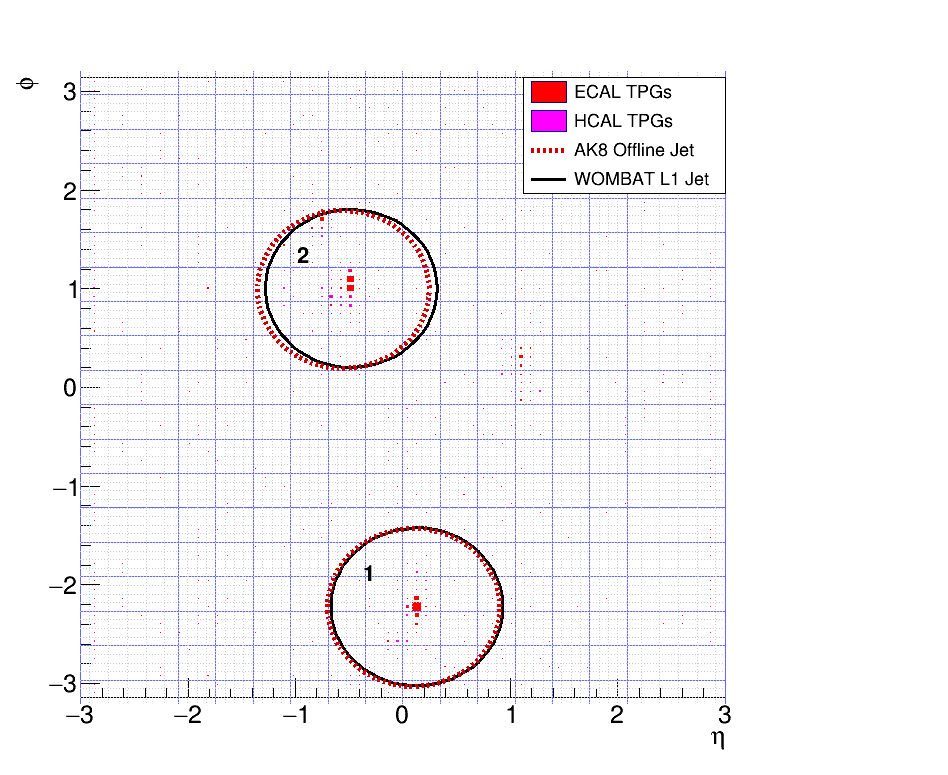 φ
3
ECAL TPGs
HCAL TPGs
AK8 Offline Jet
WOMBAT L1 Jet
2
2
1
0
−1
1
−2
−3
−3 −2 −1 0 1 2 3
η